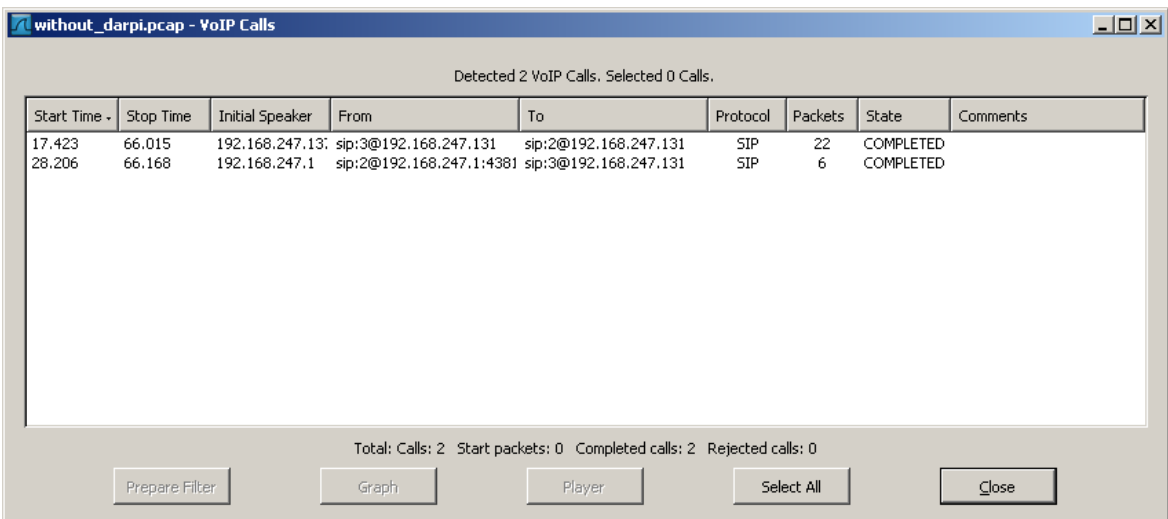 without_darpi.pcap - VoIP Calls
Detected 2 VoIP Calls. Selected 0 Calls.
Start Time Stop Time Initial Speaker From To Protocol Packets State Comments
17.423 66.015 sip:3@192.168.247.131 sip:2@192.168.247.131 SIP 22 COMPLETED
28.206 66.168 192.168.247.1 sip:2@192.168.247.1:4381 sip:3@192.168.247.131 SIP 6 COMPLETED
Total: Calls: 2 Start packets: 0 Completed calls: 2 Rejected calls: 0
Prepare Filter Graph Player Select All Close